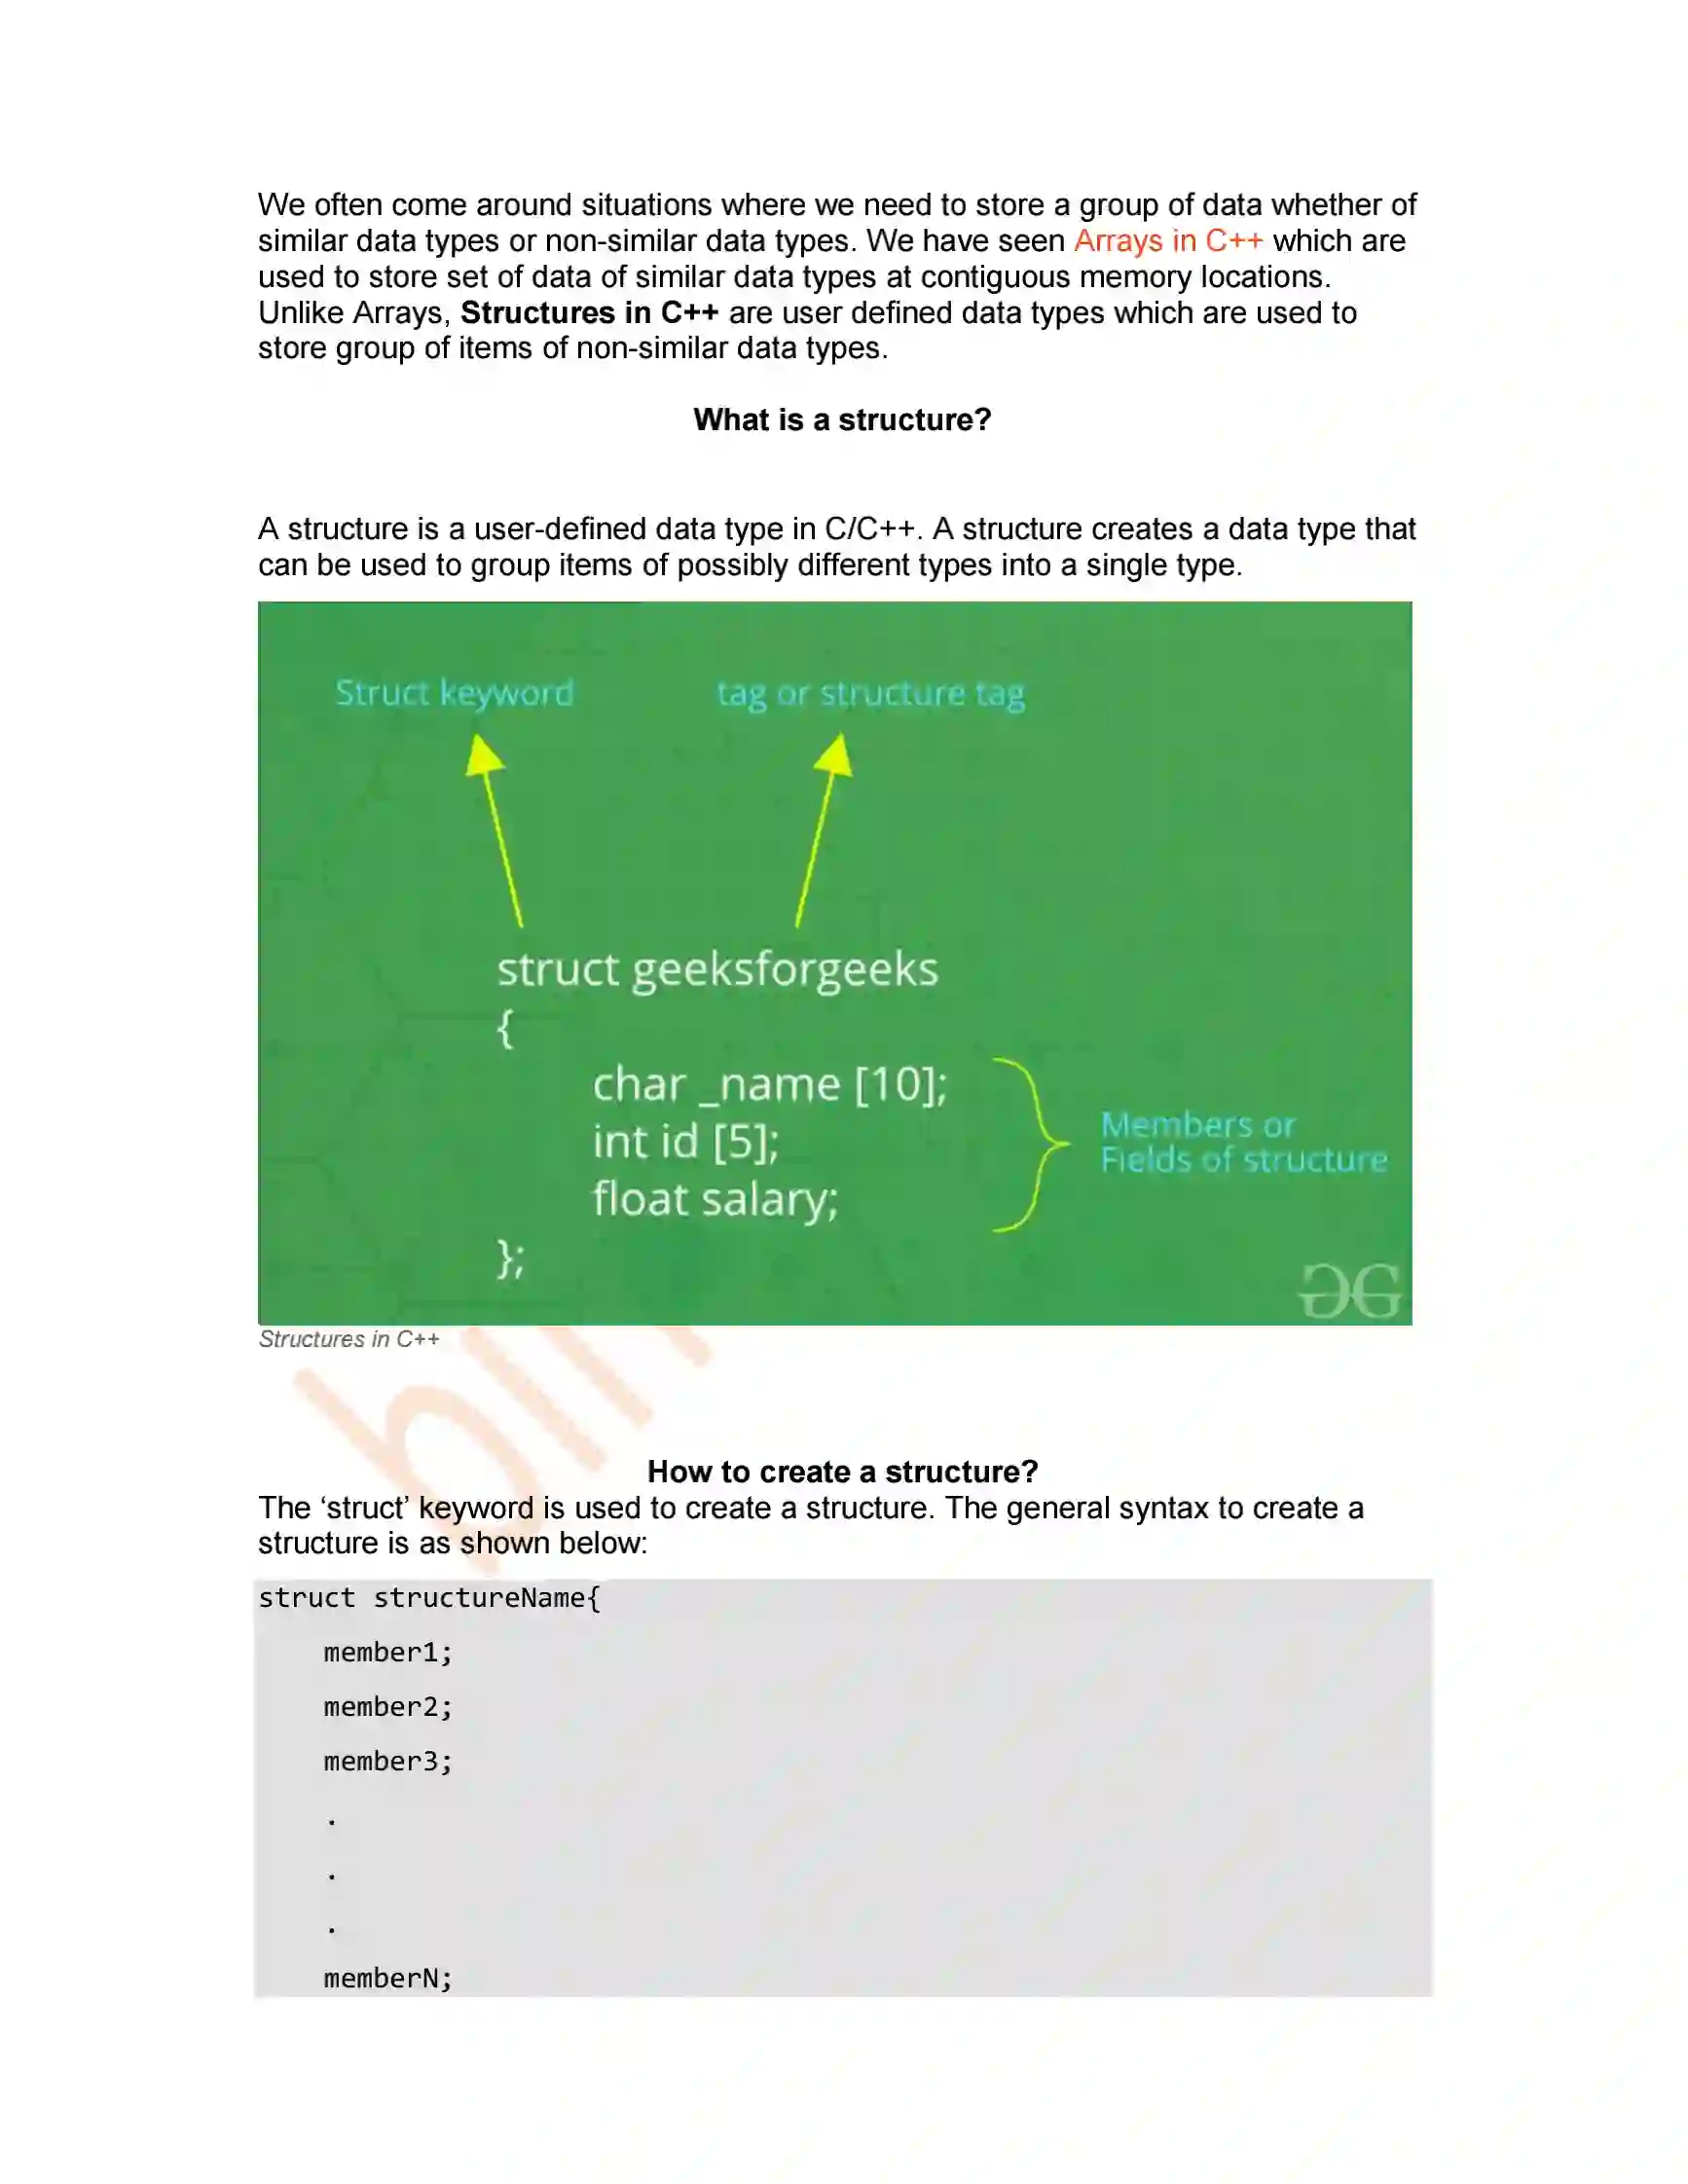 We often come around situations where we need to store a group of data whether of
similar data types or non-similar data types. We have seen Arrays in C++ which are
used to store set of data of similar data types at contiguous memory locations.
Unlike Arrays, Structures in C++ are user defined data types which are used to
store group of items of non-similar data types.
What is a structure?
A structure is a user-defined data type in C/C++. A structure creates a data type that
can be used to group items of possibly different types into a single type.
Struct keyword tag or structure tag
struct geeksforgeeks
{
char _name [10];
int id [5];
float salary;
};
Members or
Fields of structure
Structures in C++
How to create a structure?
The ‘struct’ keyword is used to create a structure. The general syntax to create a
structure is as shown below:
struct structureName{
member1;
member2;
member3;
.
.
.
memberN;